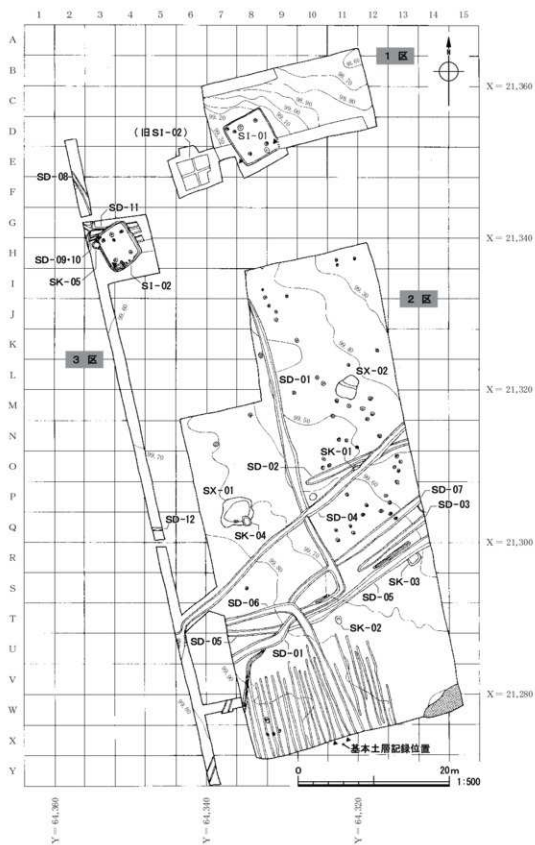 4 5 6 7 8 9 10 11 12 13 14 15
A
B
C
D
E
F
G
H
I
J
K
L
M
N
O
P
Q
R
S
T
U
V
W
X
Y
1 区
N
X = 21,360
SI-01
(旧SI-02)
SD-08
SD-11
X = 21,340
SD-09・10
SK-05
SI-02
2 区
3 区
SD-01
SX-02
X = 21,320
SK-01
SD-02
SX-01
SD-07
SD-04
SD-03
SK-04
SD-12
X = 21,300
SK-03
SD-06
SD-05
SK-02
SD-05
SD-01
X = 21,280
基本土層記録位置
0 20m
1:500
Y = 64,360
Y = 64,340
Y = 64,320